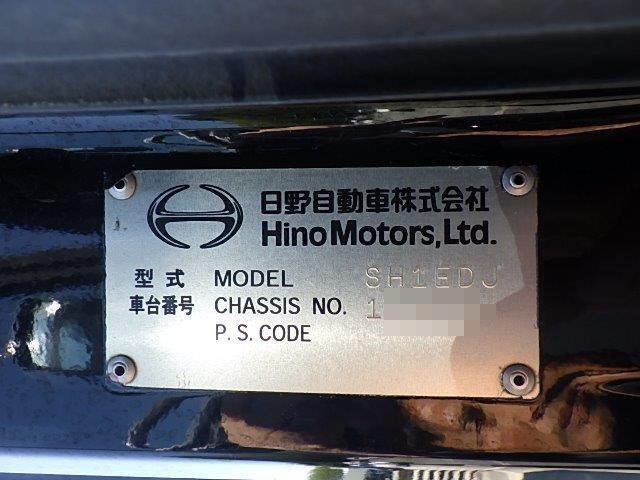 日野自動車株式会社
Hino Motors, Ltd.
型式 MODEL SH1EDJ
車台番号 CHASSIS NO. 1
P.S.CODE